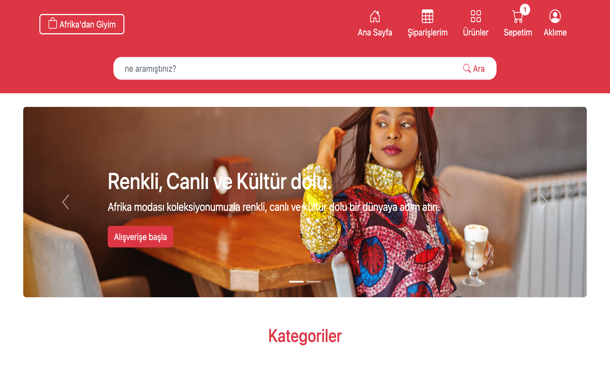 Afrika'dan Giyim
Ana Sayfa
Şiparişlerim
Ürünler
1
Sepetim
Aklıme
ne aramıştınız?
Ara
Renkli, Canlı ve Kültür dolu.
Afrika modası koleksiyonumuzla renkli, canlı ve kültür dolu bir dünyaya adım atın.
Alışverişe başla
Kategoriler